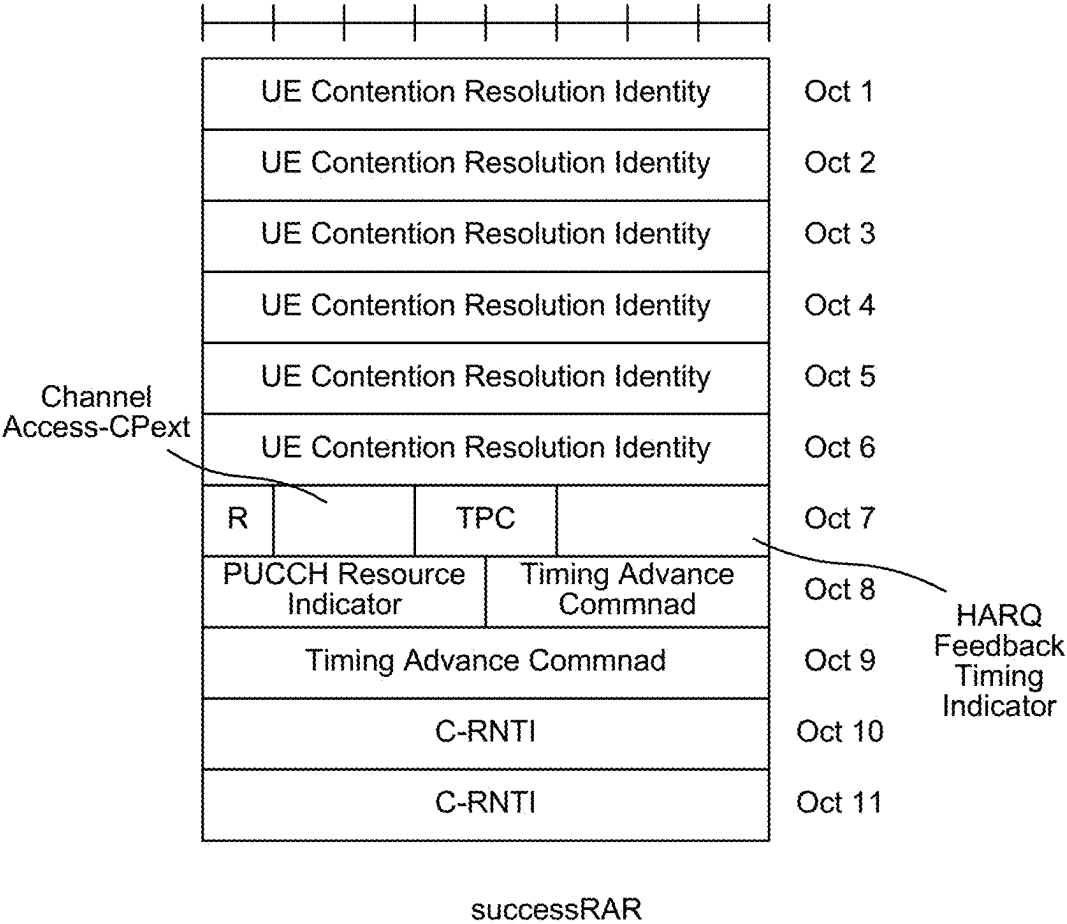 UE Contention Resolution Identity Oct 1
UE Contention Resolution Identity Oct 2
UE Contention Resolution Identity Oct 3
UE Contention Resolution Identity Oct 4
UE Contention Resolution Identity Oct 5
Channel
Access-CPext
UE Contention Resolution Identity Oct 6
R TPC Oct 7
PUCCH Resource
Indicator
Timing Advance
Commnad
Oct 8
HARQ
Feedback
Timing
Indicator
Timing Advance Commnad Oct 9
C-RNTI Oct 10
C-RNTI Oct 11
successRAR